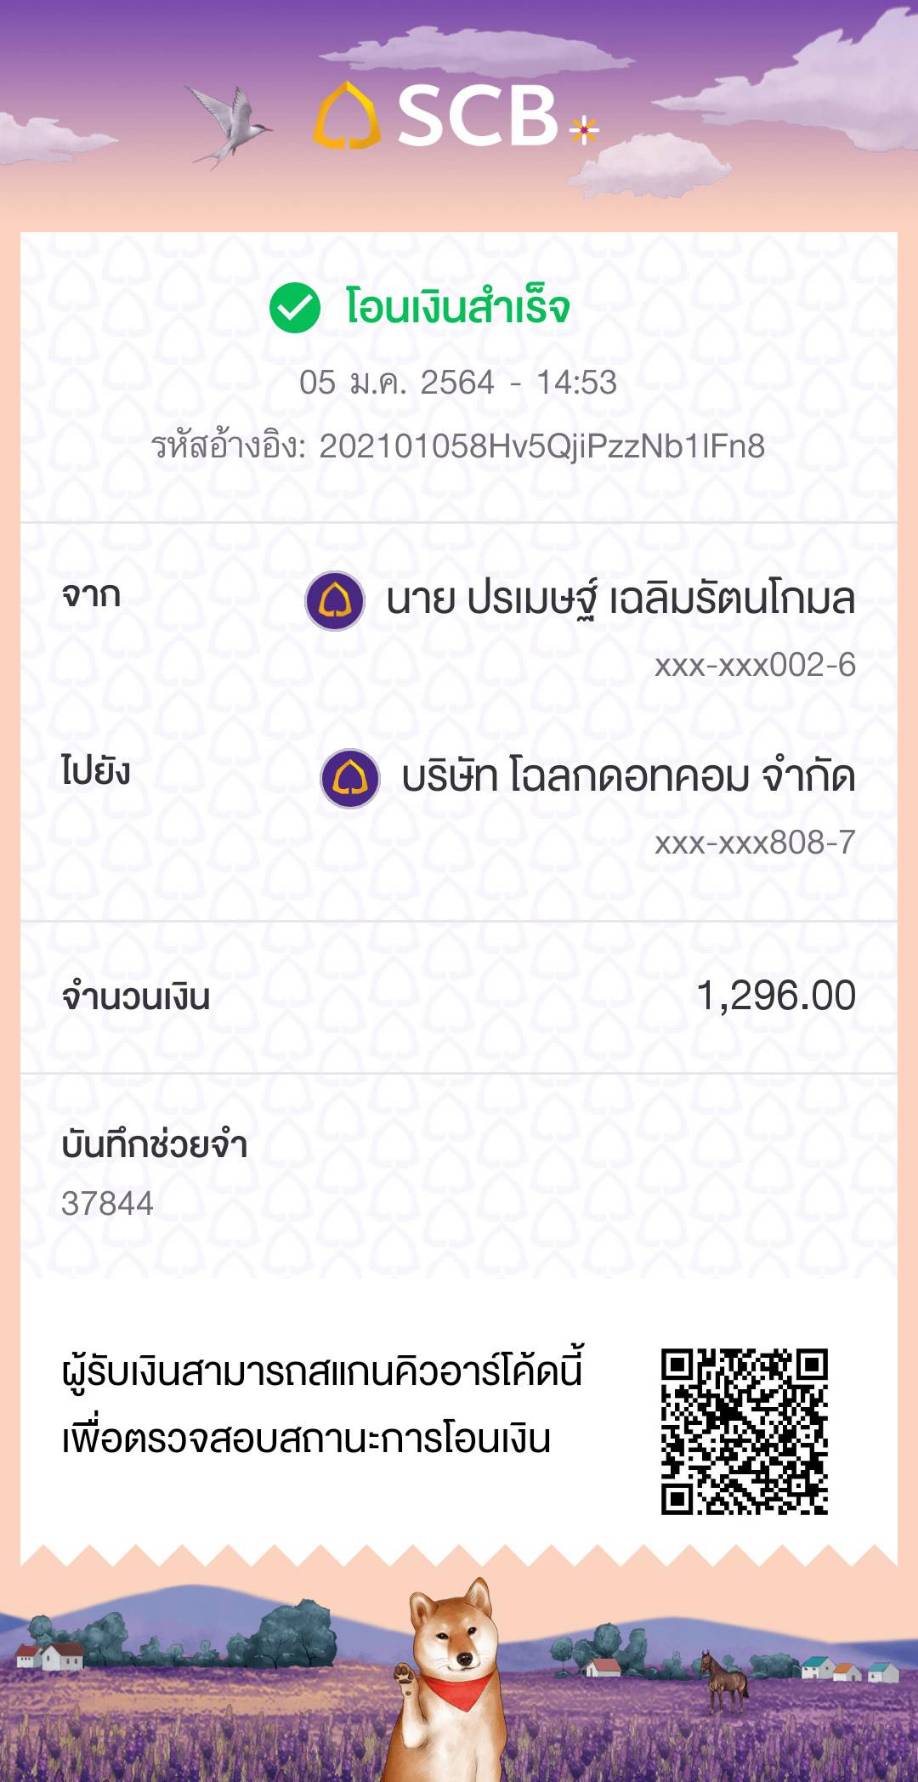 SCB
โอนเงินสำเร็จ
05 ม.ค. 2564 - 14:53
รหัสอ้างอิง: 202101058Hv5QjiPzzNb1lFn8
จาก
นาย ปรเมษฐ์ เฉลิมรัตนโกมล
xxx-xxx002-6
ไปยัง
บริษัท โฉลกดอทคอม จำกัด
xxx-xxx808-7
จำนวนเงิน 1,296.00
บันทึกช่วยจำ
37844
ผู้รับเงินสามารถสแกนคิวอาร์โค้ดนี้
เพื่อตรวจสอบสถานะการโอนเงิน